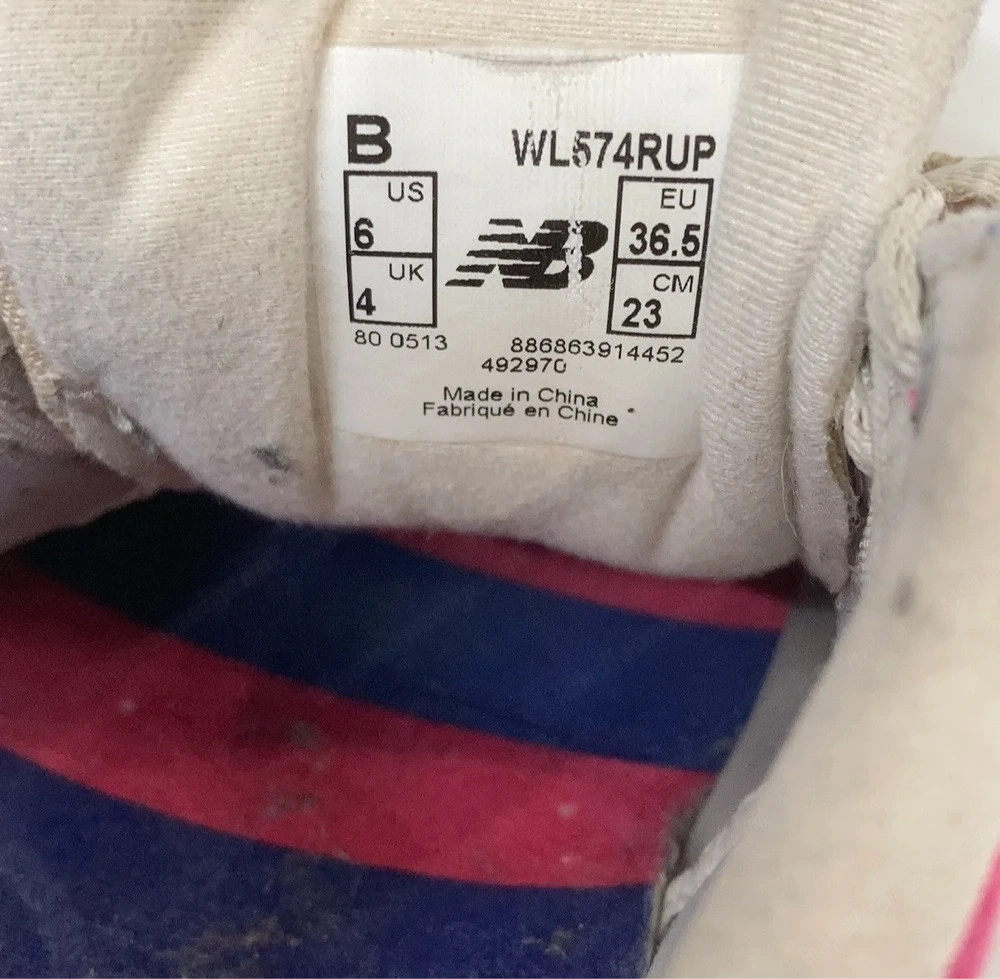 B WL574RUP
US EU
6 36.5
UK CM
4 23
NB
80 0513 886863914452
492970
Made in China
Fabriqué en Chine